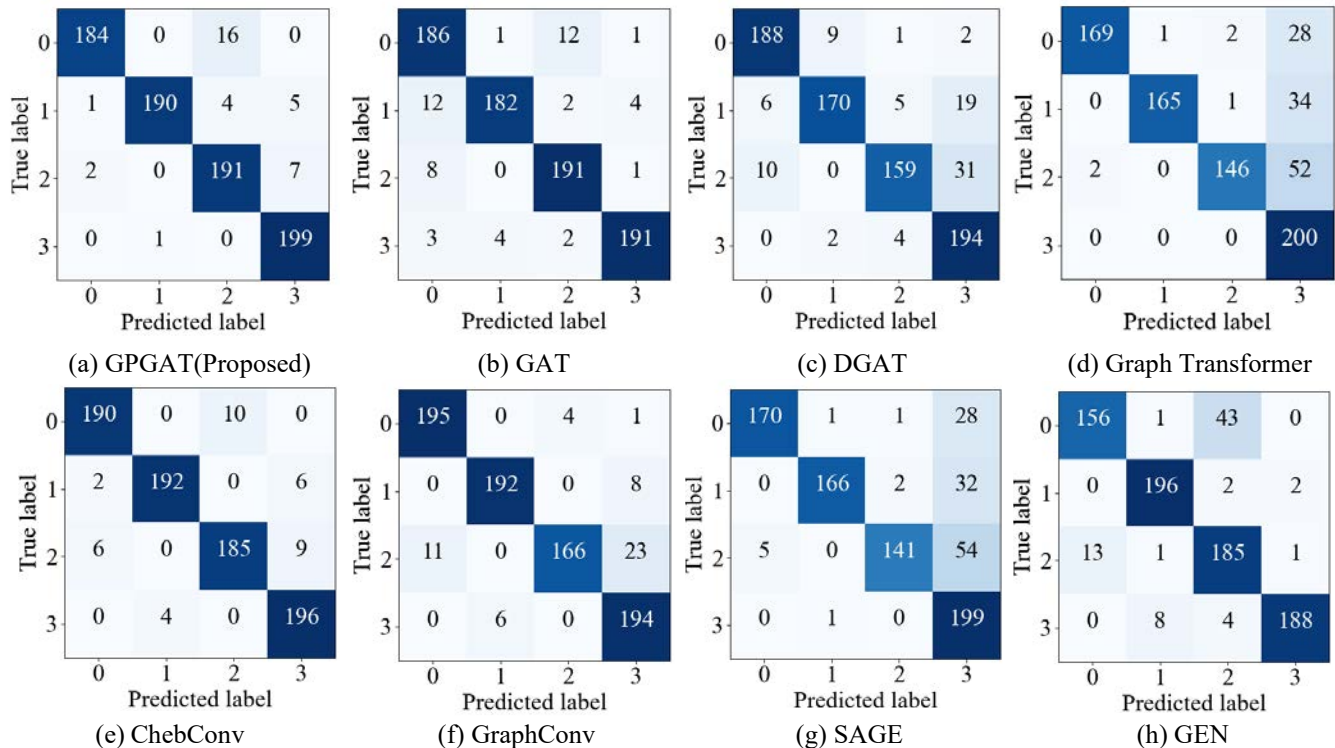 0 184 0 16 0 0 186 1 12 1 0 188 9 1 2 0 169 1 2 28
True label True label True label True label
1 1 190 4 5 1 12 182 2 4 1 6 170 5 19 1 0 165 1 34
2 2 0 191 7 2 8 0 191 1 2 10 0 159 31 2 2 0 146 52
3 0 1 0 199 3 3 4 2 191 3 0 2 4 194 3 0 0 0 200
0 1 2 3 0 1 2 3 0 1 2 3 0 1 2 3
Predicted label Predicted label Predicted label Predicted label
(a) GPGAT(Proposed) (b) GAT (c) DGAT (d) Graph Transformer
0 190 0 10 0 0 195 0 4 1 0 170 1 1 28 0 156 1 43 0
True label True label True label True label
1 2 192 0 6 1 0 192 0 8 1 0 166 2 32 1 0 196 2 2
2 6 0 185 9 2 11 0 166 23 2 5 0 141 54 2 13 1 185 1
3 0 4 0 196 3 0 6 0 194 3 0 1 0 199 3 0 8 4 188
0 1 2 3 0 1 2 3 0 1 2 3 0 1 2 3
Predicted label Predicted label Predicted label Predicted label
(e) ChebConv (f) GraphConv (g) SAGE (h) GEN